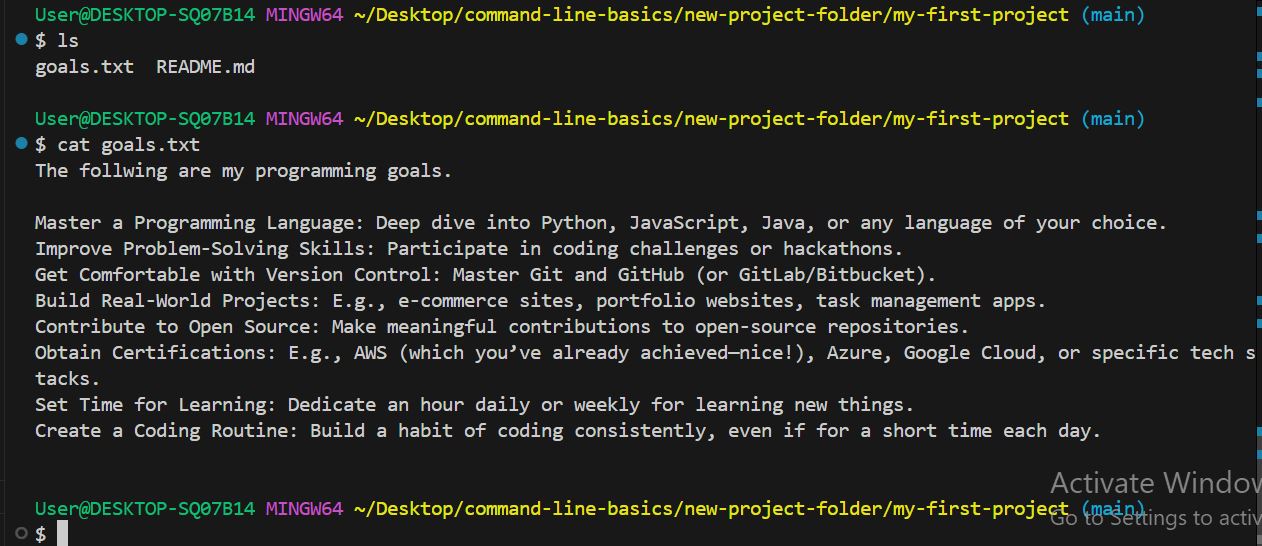 User@DESKTOP-SQ07B14 MINGW64 ~/Desktop/command-line-basics/new-project-folder/my-first-project (main)
$ ls
goals.txt  README.md
User@DESKTOP-SQ07B14 MINGW64 ~/Desktop/command-line-basics/new-project-folder/my-first-project (main)
$ cat goals.txt
The follwing are my programming goals.
Master a Programming Language: Deep dive into Python, JavaScript, Java, or any language of your choice.
Improve Problem-Solving Skills: Participate in coding challenges or hackathons.
Get Comfortable with Version Control: Master Git and GitHub (or GitLab/Bitbucket).
Build Real-World Projects: E.g., e-commerce sites, portfolio websites, task management apps.
Contribute to Open Source: Make meaningful contributions to open-source repositories.
Obtain Certifications: E.g., AWS (which you’ve already achieved—nice!), Azure, Google Cloud, or specific tech s
tacks.
Set Time for Learning: Dedicate an hour daily or weekly for learning new things.
Create a Coding Routine: Build a habit of coding consistently, even if for a short time each day.
Activate Window
User@DESKTOP-SQ07B14 MINGW64 ~/Desktop/command-line-basics/new-project-folder/my-first-project (main)
Go to Settings to activ
$